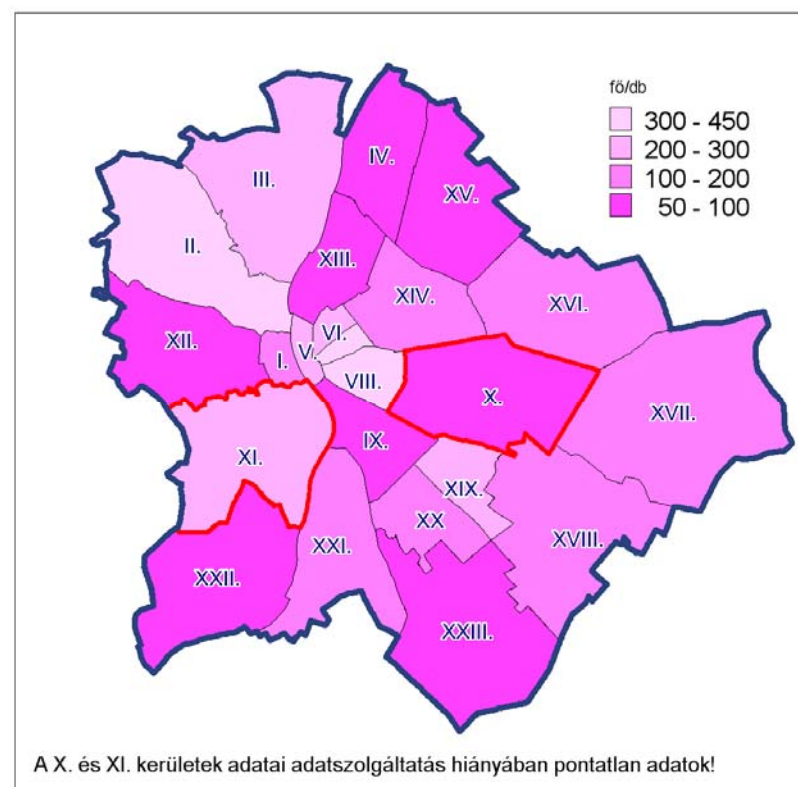 fö/db
300 - 450
200 - 300
100 - 200
50 - 100
IV.
III.
XV.
II.
XIII.
XIV.
XVI.
VI.
XII.
V.
I.
VIII.
X.
XVII.
IX.
XI.
XIX.
XX
XVIII.
XXI.
XXII.
XXIII.
A X. és XI. kerületek adatai adatszolgáltatás hiányában pontatlan adatok!